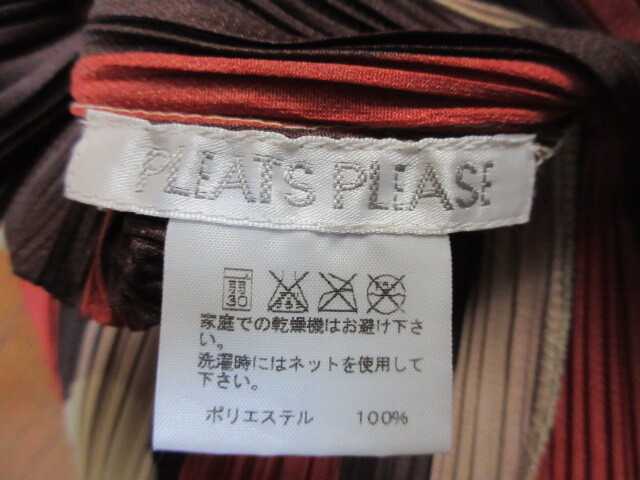 PLEATS PLEASE
弱
30
家庭での乾燥機はお避け下さ
い。
洗濯時にはネットを使用して
下さい。
ポリエステル 100%